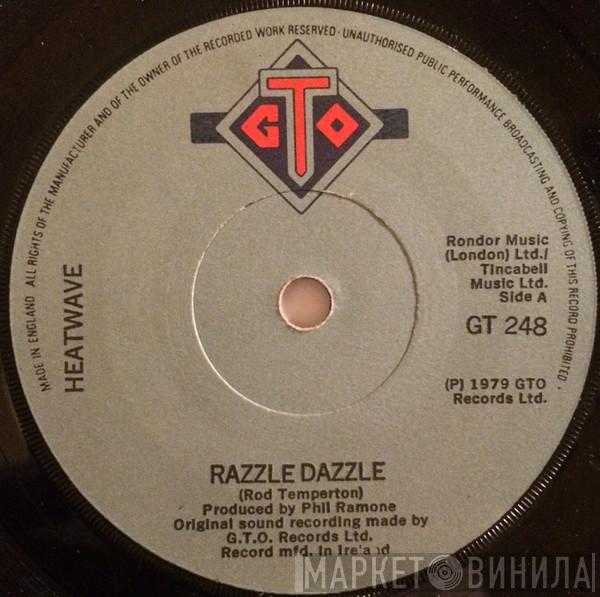 MADE IN ENGLAND ALL RIGHTS OF THE MANUFACTURER AND OF THE OWNER OF THE RECORDED WORK RESERVED · UNAUTHORISED PUBLIC PERFORMANCE BROADCASTING AND COPYING OF THIS RECORD PROHIBITED.
GTO
HEATWAVE
Rondor Music
(London) Ltd./
Tincabell
Music Ltd.
Side A
GT 248
(P) 1979 GTO
Records Ltd.
RAZZLE DAZZLE
(Rod Temperton)
Produced by Phil Ramone
Original sound recording made by
G.T.O. Records Ltd.
Record mfd. in Ireland
МАРКЕТ ВИНИЛА